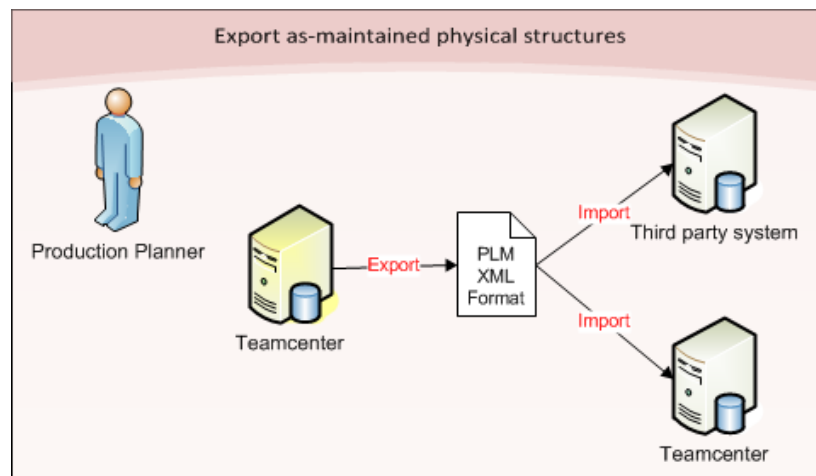 Export as-maintained physical structures
Production Planner
Teamcenter
Export
PLM
XML
Format
Import
Third party system
Import
Teamcenter